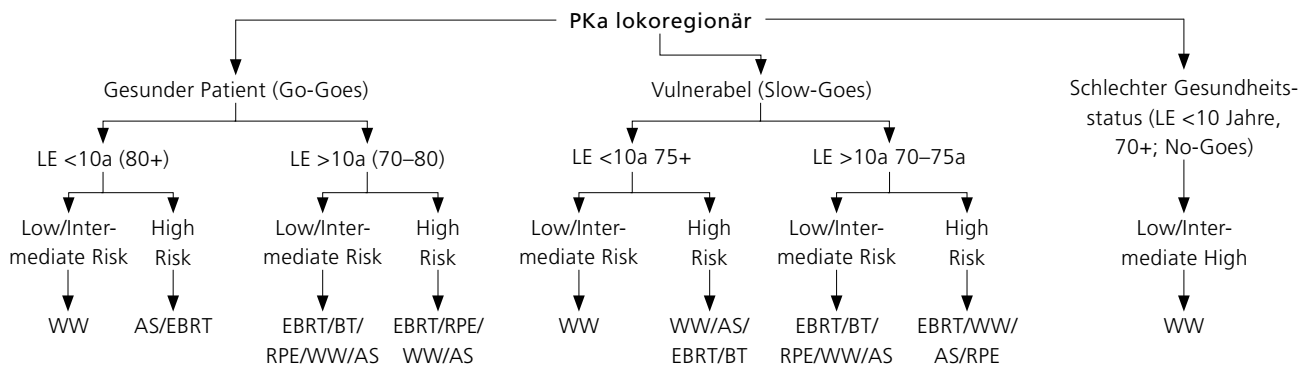 PKa lokoregionär
Gesunder Patient (Go-Goes)
Vulnerabel (Slow-Goes)
Schlechter Gesundheits-
status (LE <10 Jahre,
70+; No-Goes)
LE <10a (80+)
LE >10a (70–80)
LE <10a 75+
LE >10a 70–75a
Low/Inter-
mediate Risk
High
Risk
Low/Inter-
mediate Risk
High
Risk
Low/Inter-
mediate Risk
High
Risk
Low/Inter-
mediate Risk
High
Risk
Low/Inter-
mediate High
WW
AS/EBRT
EBRT/BT/
RPE/WW/AS
EBRT/RPE/
WW/AS
WW
WW/AS/
EBRT/BT
EBRT/BT/
RPE/WW/AS
EBRT/WW/
AS/RPE
WW